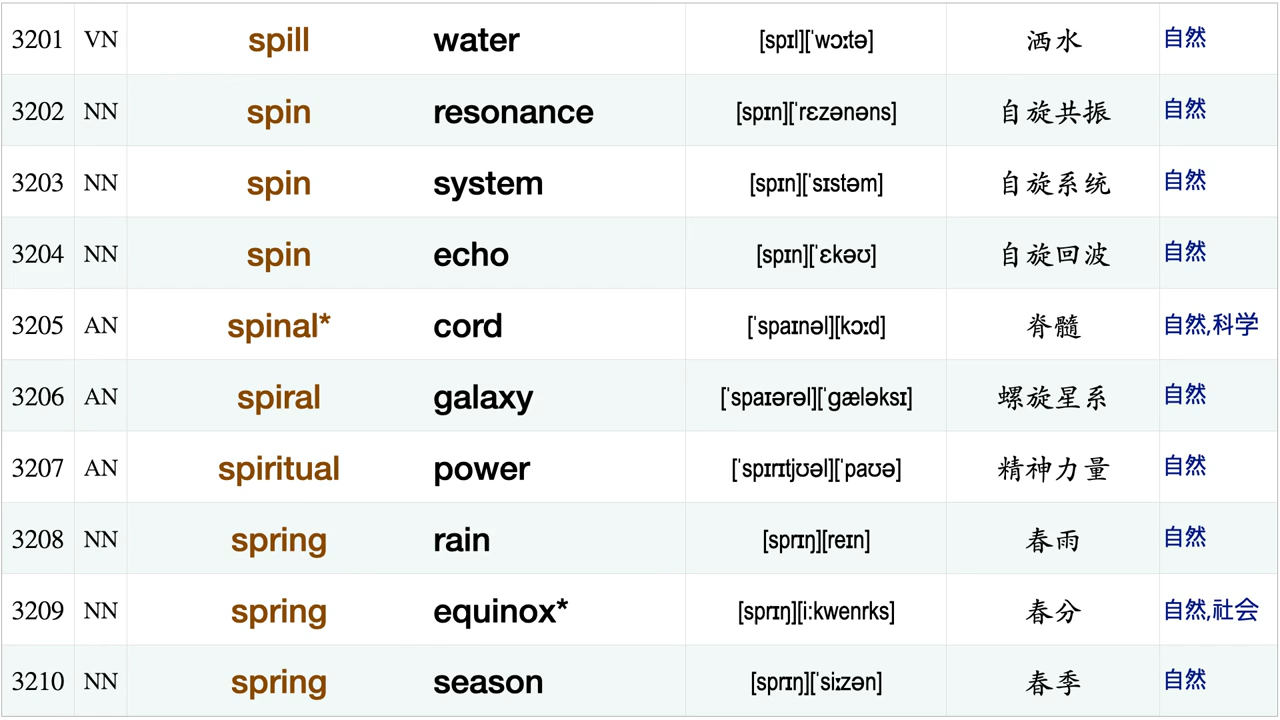 3201 VN spill water [spɪl][ˈwɔːtə] 洒水 自然
3202 NN spin resonance [spɪn][ˈrɛzənəns] 自旋共振 自然
3203 NN spin system [spɪn][ˈsɪstəm] 自旋系统 自然
3204 NN spin echo [spɪn][ˈɛkəʊ] 自旋回波 自然
3205 AN spinal* cord [ˈspaɪnəl][kɔːd] 脊髓 自然,科学
3206 AN spiral galaxy [ˈspaɪərəl][ˈgæləksɪ] 螺旋星系 自然
3207 AN spiritual power [ˈspɪrɪtjʊəl][ˈpaʊə] 精神力量 自然
3208 NN spring rain [sprɪŋ][reɪn] 春雨 自然
3209 NN spring equinox* [sprɪŋ][i:kwenrks] 春分 自然,社会
3210 NN spring season [sprɪŋ][ˈsiːzən] 春季 自然